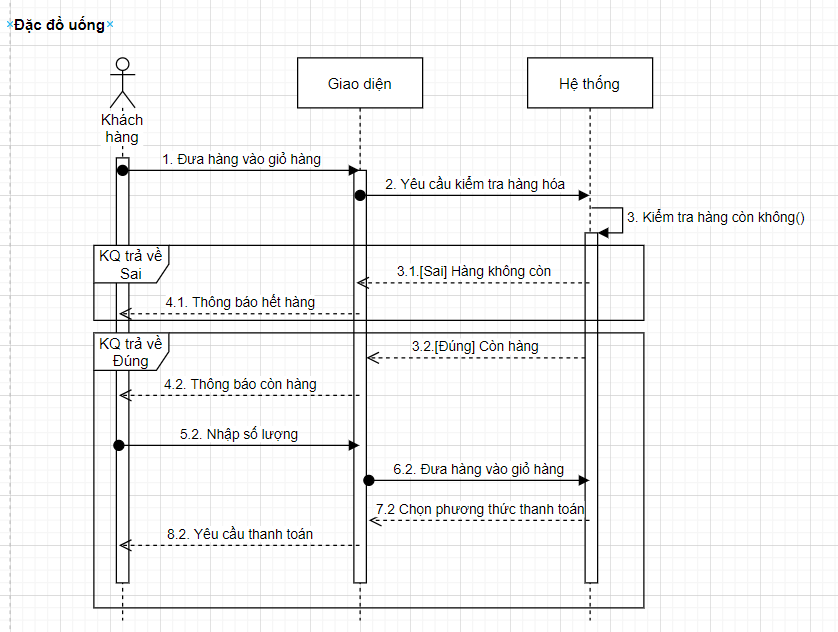 Đặc đồ uống
Giao diện
Hệ thống
Khách
hàng
1. Đưa hàng vào giỏ hàng
2. Yêu cầu kiểm tra hàng hóa
3. Kiểm tra hàng còn không()
KQ trả về
Sai
3.1.[Sai] Hàng không còn
4.1. Thông báo hết hàng
KQ trả về
Đúng
3.2.[Đúng] Còn hàng
4.2. Thông báo còn hàng
5.2. Nhập số lượng
6.2. Đưa hàng vào giỏ hàng
7.2 Chọn phương thức thanh toán
8.2. Yêu cầu thanh toán